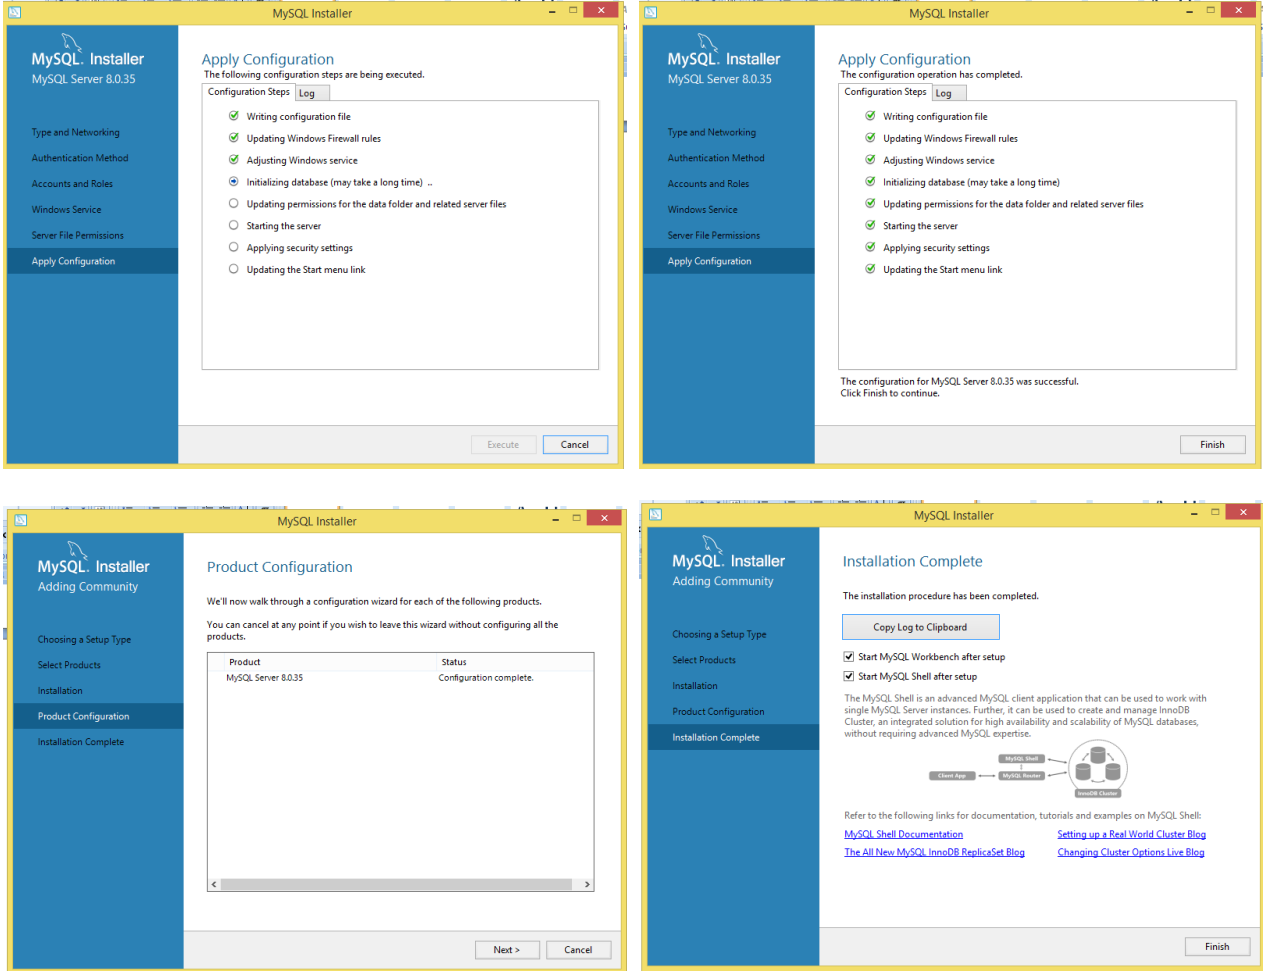 MySQL Installer
MySQL. Installer
MySQL Server 8.0.35
Type and Networking
Authentication Method
Accounts and Roles
Windows Service
Server File Permissions
Apply Configuration
Apply Configuration
The following configuration steps are being executed.
Configuration Steps
Log
Writing configuration file
Updating Windows Firewall rules
Adjusting Windows service
Initializing database (may take a long time) ..
Updating permissions for the data folder and related server files
Starting the server
Applying security settings
Updating the Start menu link
Execute
Cancel
MySQL Installer
MySQL. Installer
MySQL Server 8.0.35
Type and Networking
Authentication Method
Accounts and Roles
Windows Service
Server File Permissions
Apply Configuration
Apply Configuration
The configuration operation has completed.
Configuration Steps
Log
Writing configuration file
Updating Windows Firewall rules
Adjusting Windows service
Initializing database (may take a long time)
Updating permissions for the data folder and related server files
Starting the server
Applying security settings
Updating the Start menu link
The configuration for MySQL Server 8.0.35 was successful.
Click Finish to continue.
Finish
MySQL Installer
MySQL. Installer
Adding Community
Choosing a Setup Type
Select Products
Installation
Product Configuration
Installation Complete
Product Configuration
We'll now walk through a configuration wizard for each of the following products.
You can cancel at any point if you wish to leave this wizard without configuring all the
products.
Product Status
MySQL Server 8.0.35 Configuration complete.
Next >
Cancel
MySQL Installer
MySQL. Installer
Adding Community
Choosing a Setup Type
Select Products
Installation
Product Configuration
Installation Complete
Installation Complete
The installation procedure has been completed.
Copy Log to Clipboard
Start MySQL Workbench after setup
Start MySQL Shell after setup
The MySQL Shell is an advanced MySQL client application that can be used to work with
single MySQL Server instances. Further, it can be used to create and manage InnoDB
Cluster, an integrated solution for high availability and scalability of MySQL databases,
without requiring advanced MySQL expertise.
MySQL Shell
Client App
MySQL Router
InnoDB Cluster
Refer to the following links for documentation, tutorials and examples on MySQL Shell:
MySQL Shell Documentation
Setting up a Real World Cluster Blog
The All New MySQL InnoDB ReplicaSet Blog
Changing Cluster Options Live Blog
Finish